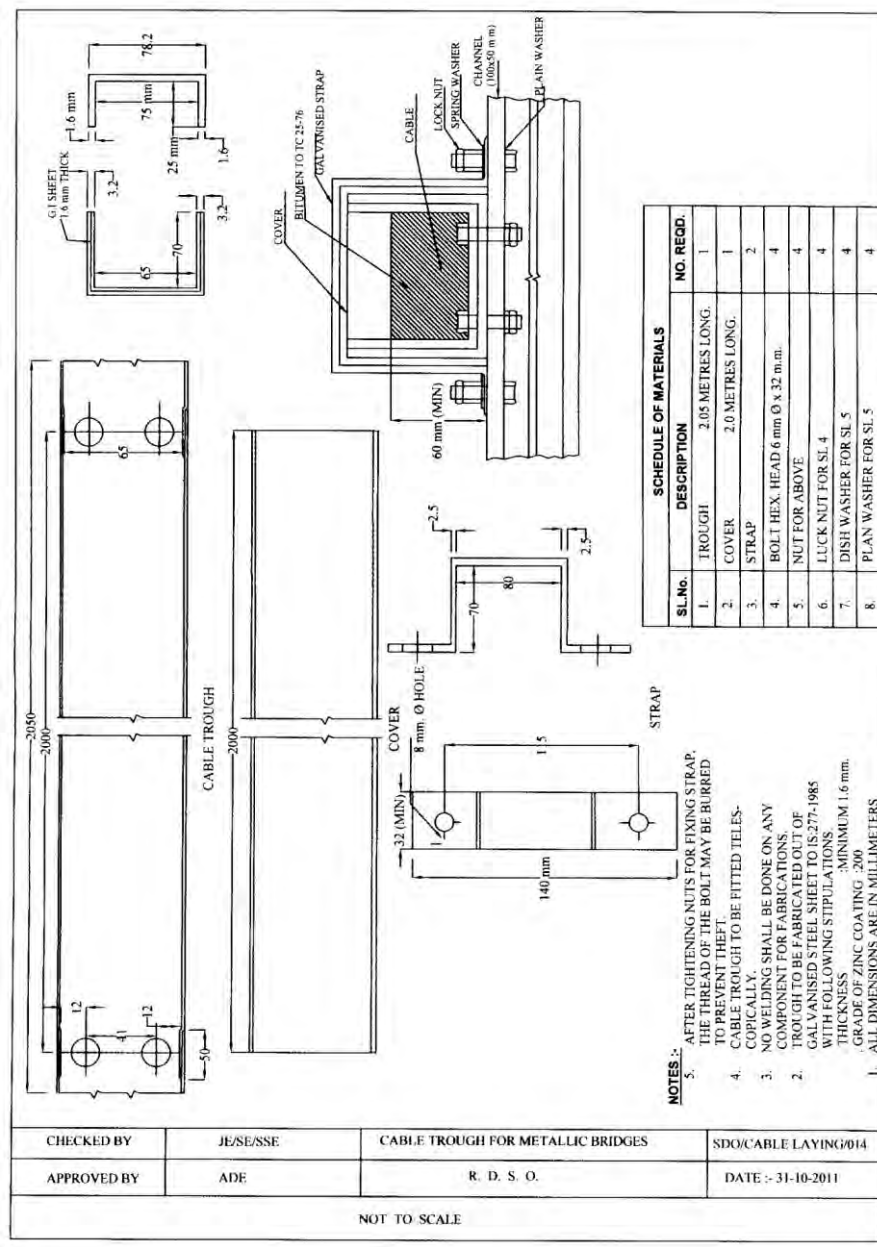 78.2
75 mm
1.6 mm
25 mm
1.6
G.I SHEET
1.6 mm THICK
3.2
3.2
65
70
2050
2000
65
12
41
12
50
CABLE TROUGH
2000
COVER
COVER
BITUMEN TO TC 25-76
GALVANISED STRAP
CABLE
LOCK NUT
SPRING WASHER
CHANNEL
(100x50 m m)
PLAIN WASHER
60 mm (MIN)
32 (MIN)
8 mm. Ø HOLE
140 mm
115
2.5
70
80
2.5
STRAP
SCHEDULE OF MATERIALS
SL.No. DESCRIPTION NO. REQD.
1. TROUGH 2.05 METRES LONG. 1
2. COVER 2.0 METRES LONG. 1
3. STRAP 2
4. BOLT HEX. HEAD 6 mm Ø x 32 m.m. 4
5. NUT FOR ABOVE 4
6. LUCK NUT FOR SL 4 4
7. DISH WASHER FOR SL 5 4
8. PLAN WASHER FOR SL 5 4
NOTES :-
5. AFTER TIGHTENING NUTS FOR FIXING STRAP,
THE THREAD OF THE BOLT MAY BE BURRED
TO PREVENT THEFT.
4. CABLE TROUGH TO BE FITTED TELES-
COPICALLY.
3. NO WELDING SHALL BE DONE ON ANY
COMPONENT FOR FABRICATIONS.
2. TROUGH TO BE FABRICATED OUT OF
GALVANISED STEEL SHEET TO IS:277-1985
WITH FOLLOWING STIPULATIONS.
THICKNESS :MINIMUM 1.6 mm.
GRADE OF ZINC COATING :200
1. ALL DIMENSIONS ARE IN MILLIMETERS
CHECKED BY JE/SE/SSE CABLE TROUGH FOR METALLIC BRIDGES SDO/CABLE LAYING/014
APPROVED BY ADE R. D. S. O. DATE :- 31-10-2011
NOT TO SCALE